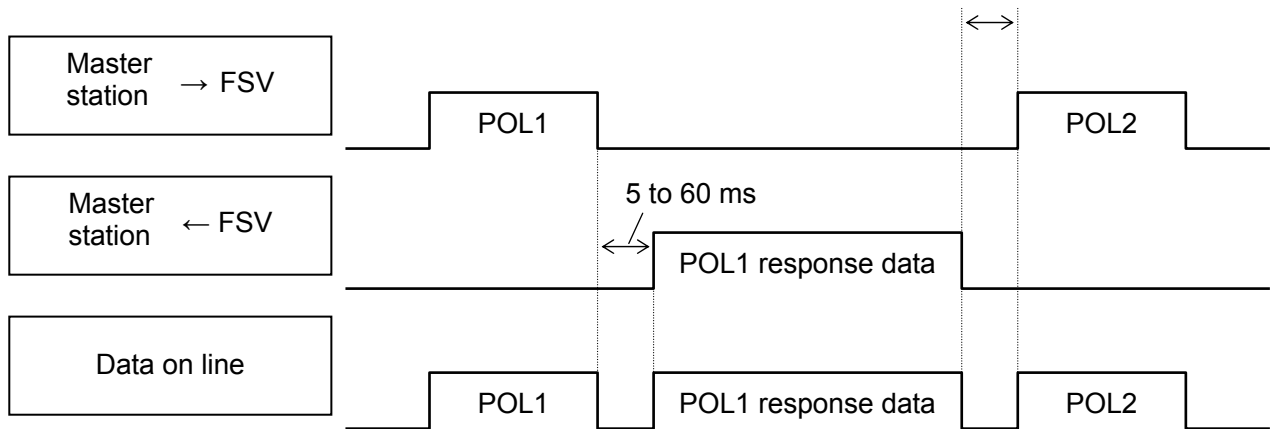 Master
station → FSV
POL1
POL2
Master
station ← FSV
5 to 60 ms
POL1 response data
Data on line
POL1
POL1 response data
POL2